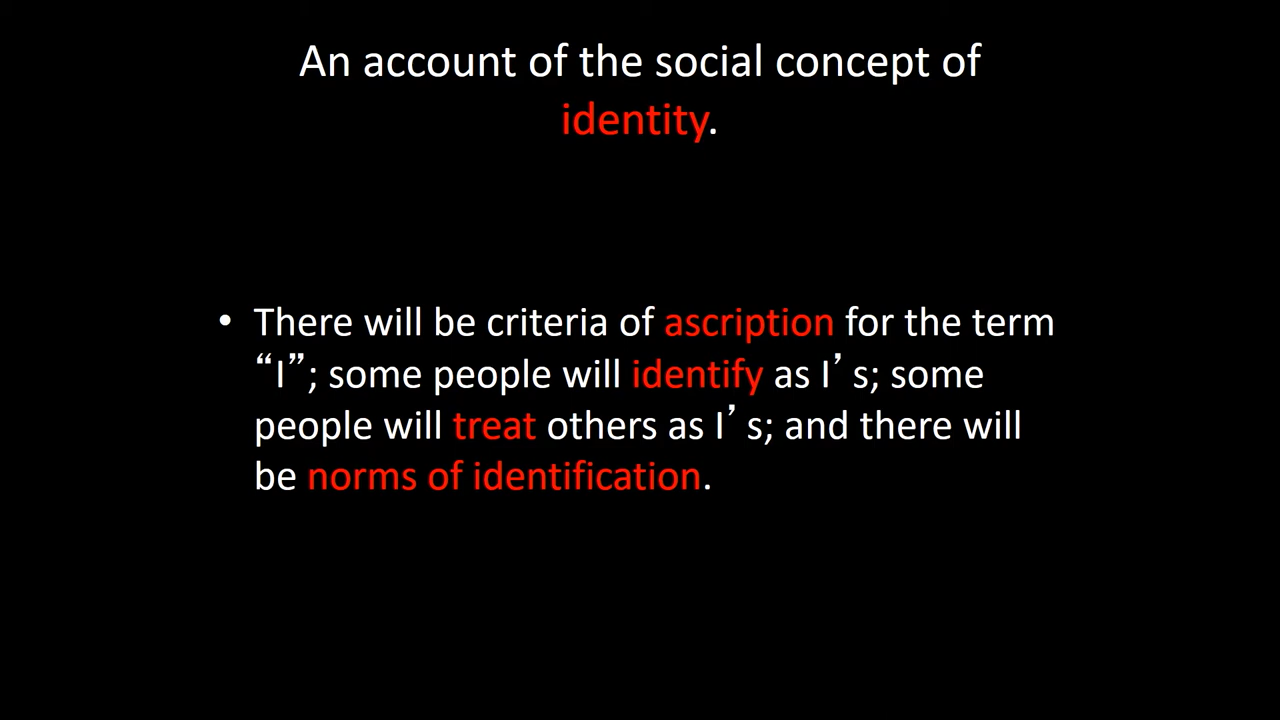 An account of the social concept of
identity.
• There will be criteria of ascription for the term
“I”; some people will identify as I’s; some
people will treat others as I’s; and there will
be norms of identification.